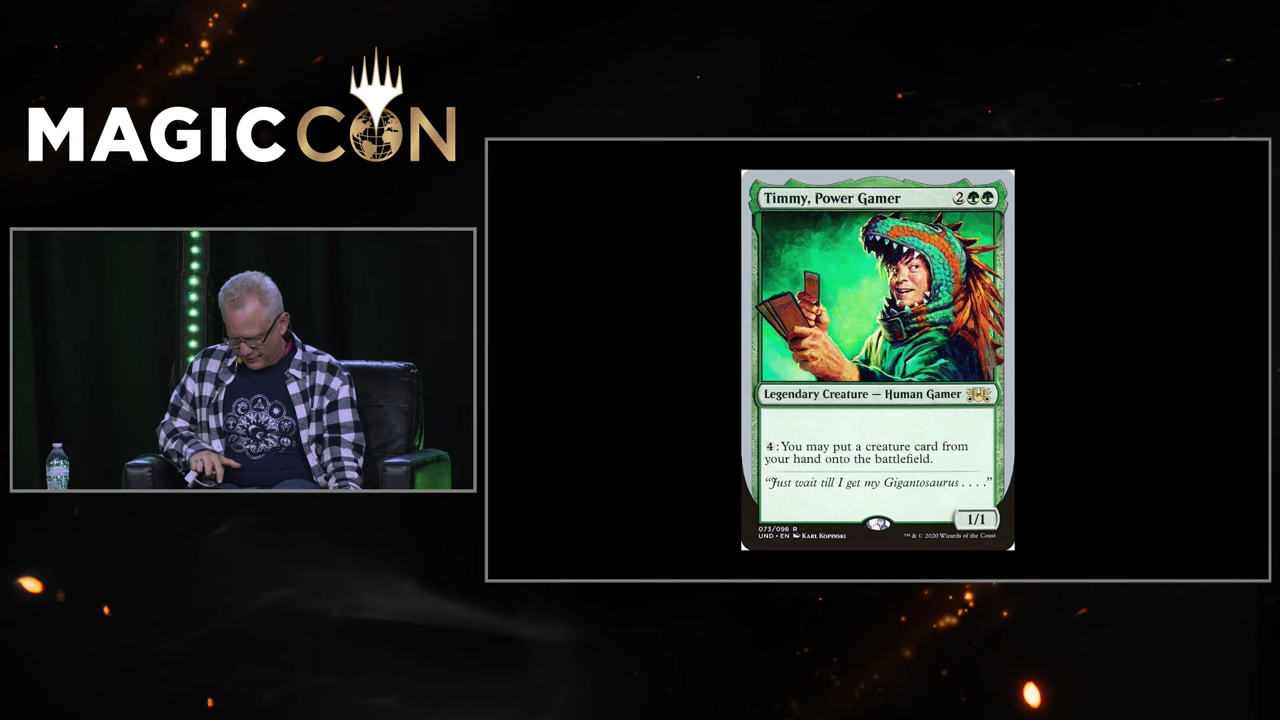 MAGICCON
Timmy, Power Gamer 2
Legendary Creature — Human Gamer
4: You may put a creature card from
your hand onto the battlefield.
“Just wait till I get my Gigantosaurus . . . .”
1/1
073/096 R
UND • EN KARL KOPINSKI
™ & © 2020 Wizards of the Coast